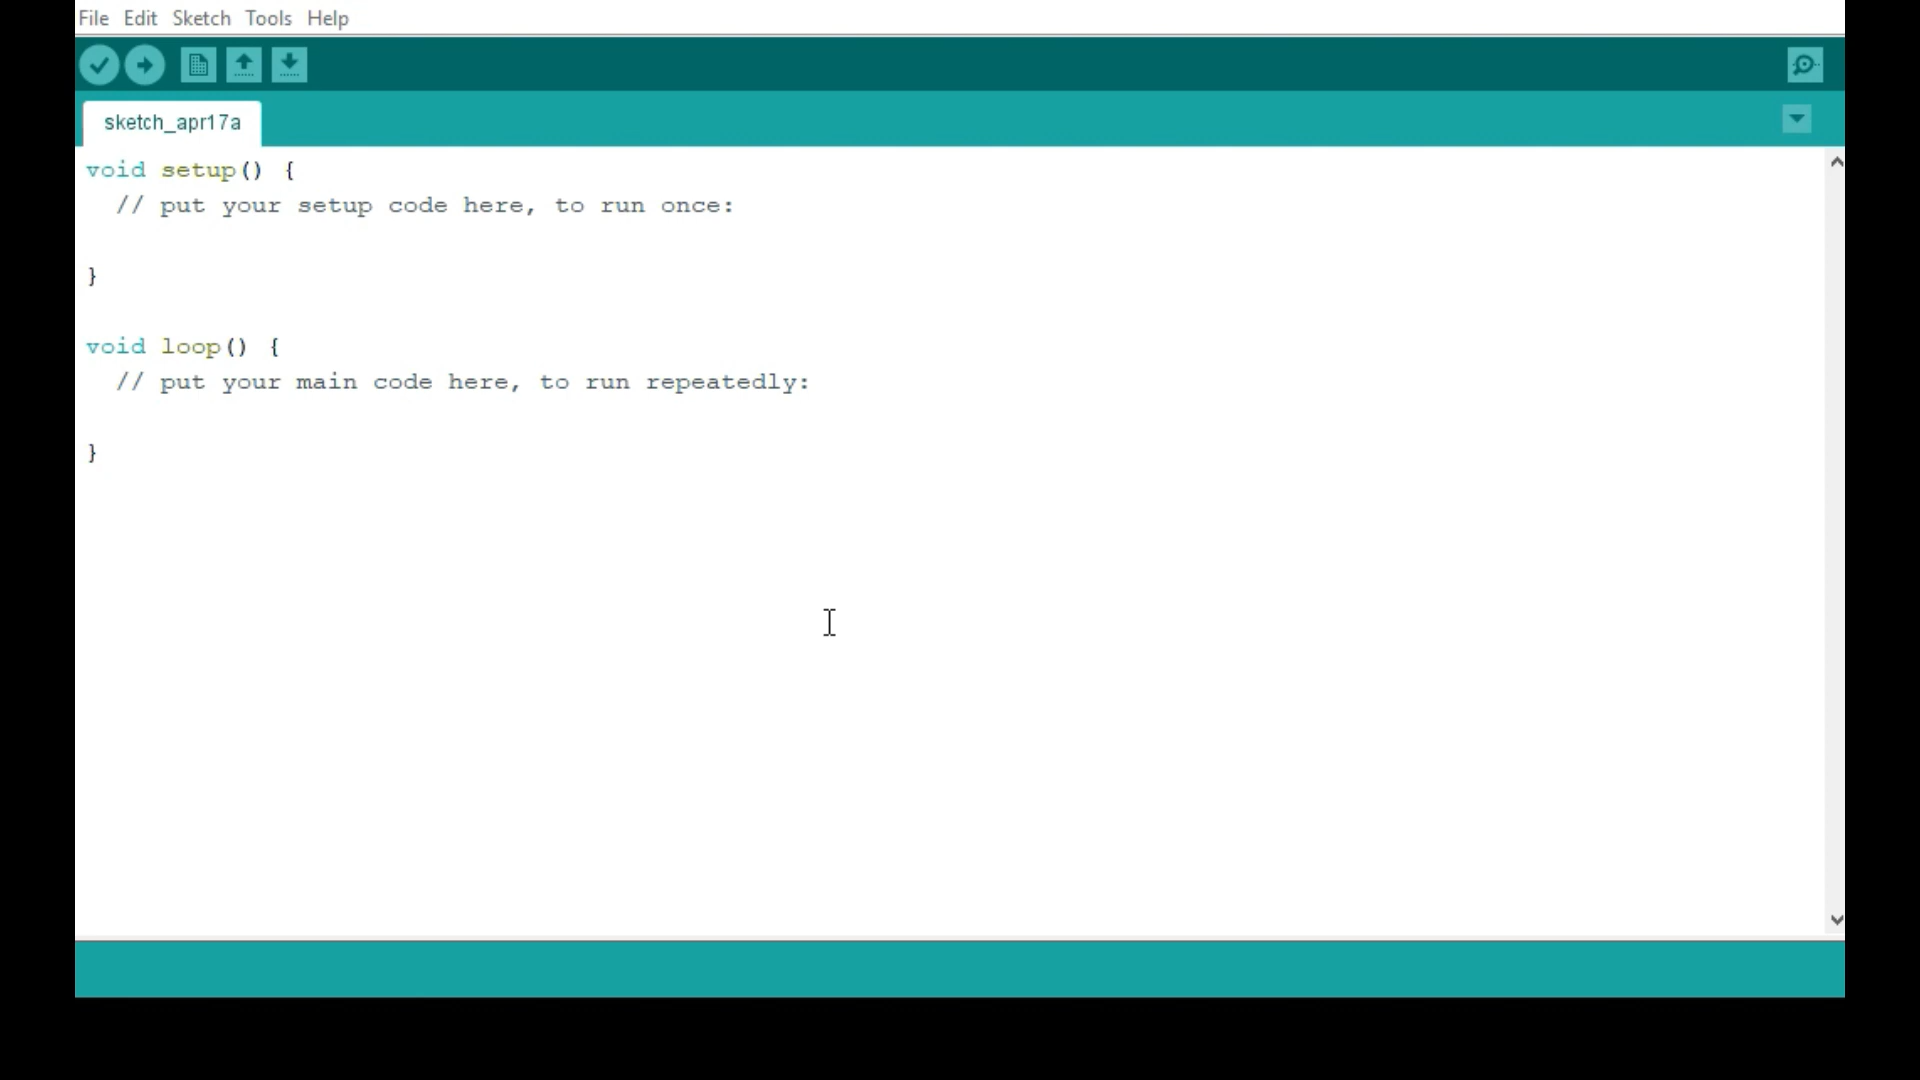 File Edit Sketch Tools Help
sketch_apr17a
void setup() {
  // put your setup code here, to run once:
}
void loop() {
  // put your main code here, to run repeatedly:
}